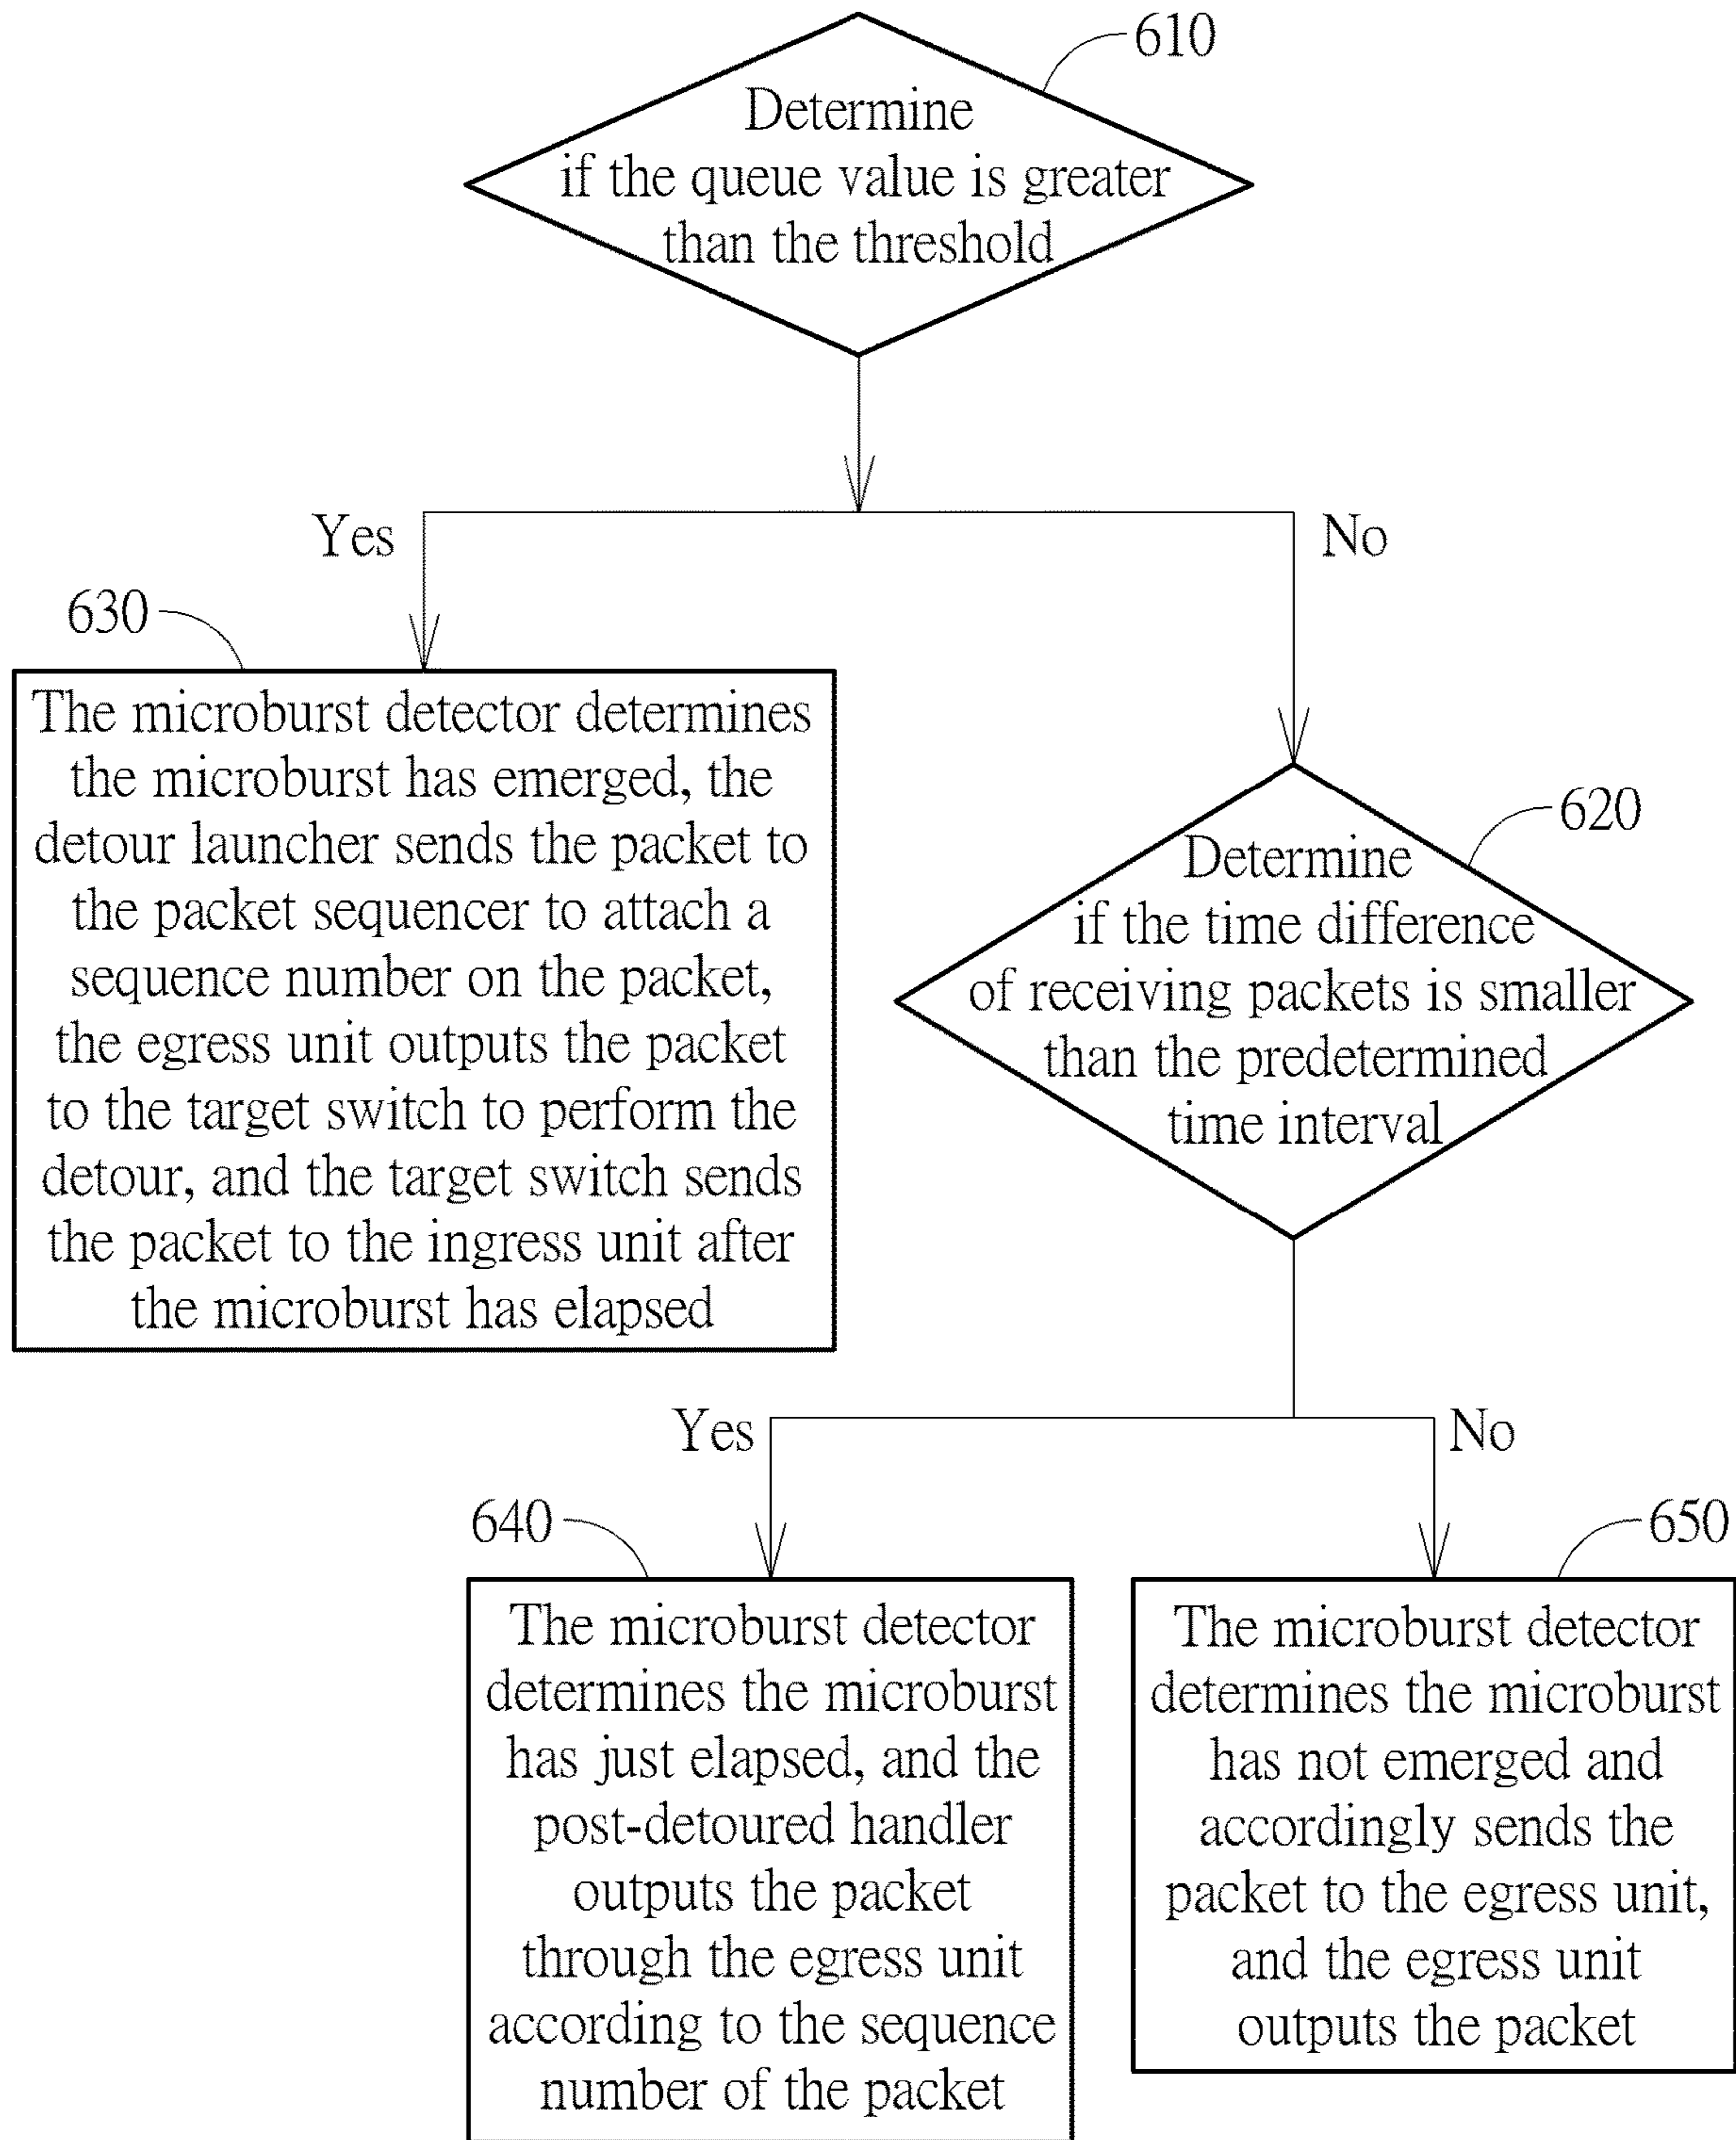 610
Determine
if the queue value is greater
than the threshold
Yes
No
630
The microburst detector determines
the microburst has emerged, the
detour launcher sends the packet to
the packet sequencer to attach a
sequence number on the packet,
the egress unit outputs the packet
to the target switch to perform the
detour, and the target switch sends
the packet to the ingress unit after
the microburst has elapsed
620
Determine
if the time difference
of receiving packets is smaller
than the predetermined
time interval
Yes
No
640
The microburst detector
determines the microburst
has just elapsed, and the
post-detoured handler
outputs the packet
through the egress unit
according to the sequence
number of the packet
650
The microburst detector
determines the microburst
has not emerged and
accordingly sends the
packet to the egress unit,
and the egress unit
outputs the packet